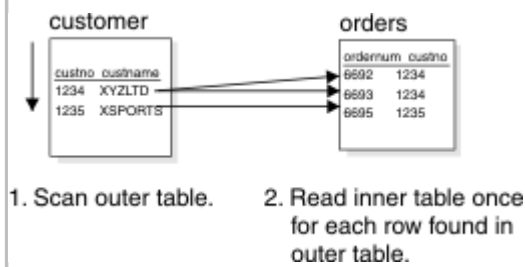 customer
orders
custno custname
1234 XYZLTD
1235 XSPORTS
ordernum custno
6692 1234
6693 1234
6695 1235
1. Scan outer table.
2. Read inner table once
for each row found in
outer table.